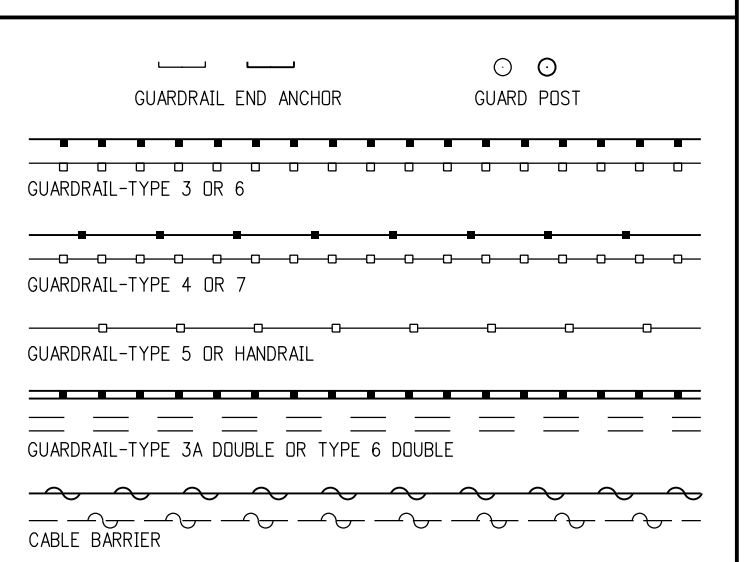 GUARDRAIL END ANCHOR
GUARD POST
GUARDRAIL-TYPE 3 OR 6
GUARDRAIL-TYPE 4 OR 7
GUARDRAIL-TYPE 5 OR HANDRAIL
GUARDRAIL-TYPE 3A DOUBLE OR TYPE 6 DOUBLE
CABLE BARRIER